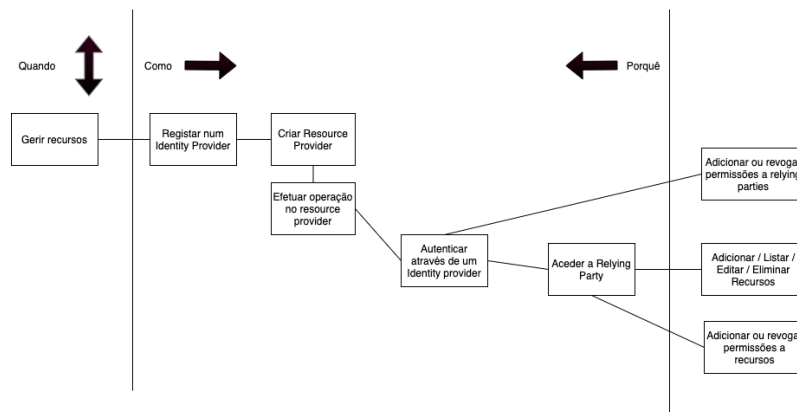 Quando
Como
Porquê
Gerir recursos
Registar num
Identity Provider
Criar Resource
Provider
Efetuar operação
no resource
provider
Autenticar
através de um
Identity provider
Aceder a Relying
Party
Adicionar ou revoga
permissões a relying
parties
Adicionar / Listar /
Editar / Eliminar
Recursos
Adicionar ou revoga
permissões a
recursos